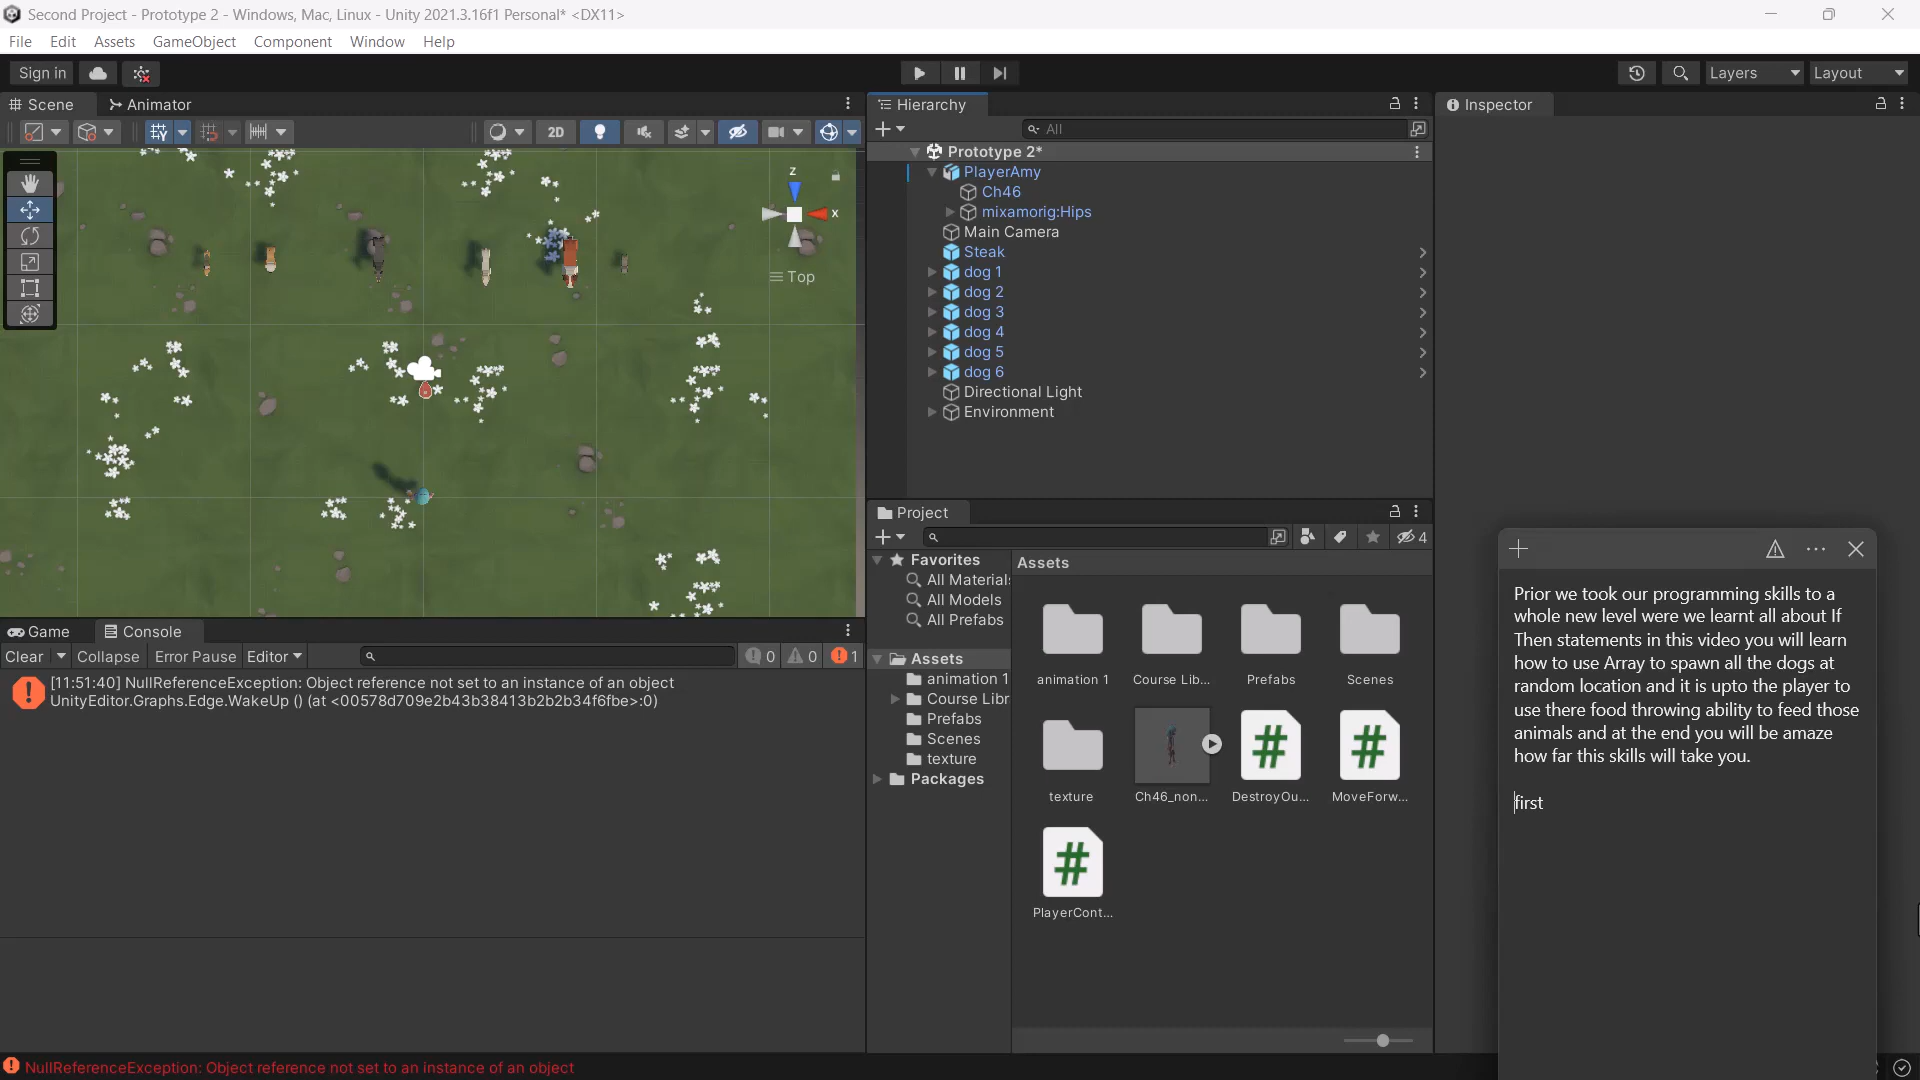 Second Project - Prototype 2 - Windows, Mac, Linux - Unity 2021.3.16f1 Personal* <DX11>
File Edit Assets GameObject Component Window Help
Sign in
Layers
Layout
Scene
Animator
2D
z
x
Top
Hierarchy
All
Prototype 2*
PlayerAmy
Ch46
mixamorig:Hips
Main Camera
Steak
dog 1
dog 2
dog 3
dog 4
dog 5
dog 6
Directional Light
Environment
Inspector
Game
Console
Clear Collapse Error Pause Editor
0 0 1
[11:51:40] NullReferenceException: Object reference not set to an instance of an object
UnityEditor.Graphs.Edge.WakeUp () (at <00578d709e2b43b38413b2b2b34f6fbe>:0)
Project
4
Favorites
All Materials
All Models
All Prefabs
Assets
animation 1
Course Libr
Prefabs
Scenes
texture
Packages
Assets
animation 1
Course Lib...
Prefabs
Scenes
texture
Ch46_non...
DestroyOu...
MoveForw...
PlayerCont...
Prior we took our programming skills to a
whole new level were we learnt all about If
Then statements in this video you will learn
how to use Array to spawn all the dogs at
random location and it is upto the player to
use there food throwing ability to feed those
animals and at the end you will be amaze
how far this skills will take you.
first
NullReferenceException: Object reference not set to an instance of an object